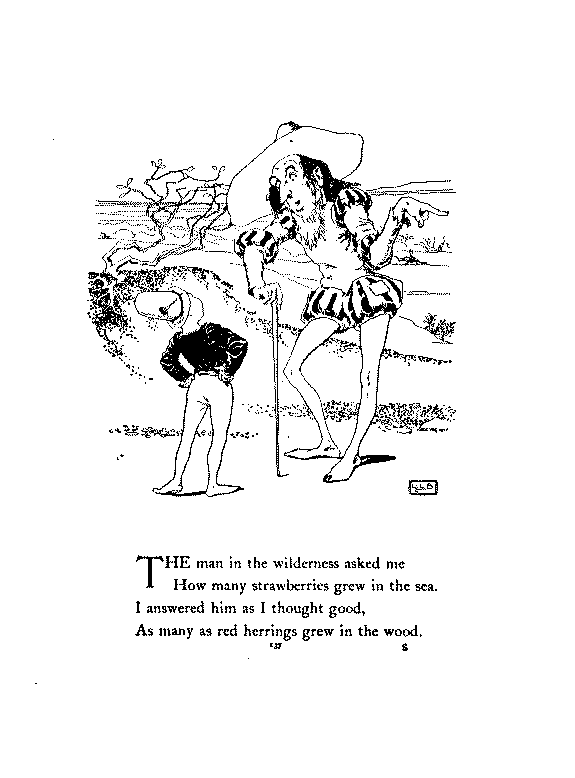 THE man in the wilderness asked me
How many strawberries grew in the sea.
I answered him as I thought good,
As many as red herrings grew in the wood.
S